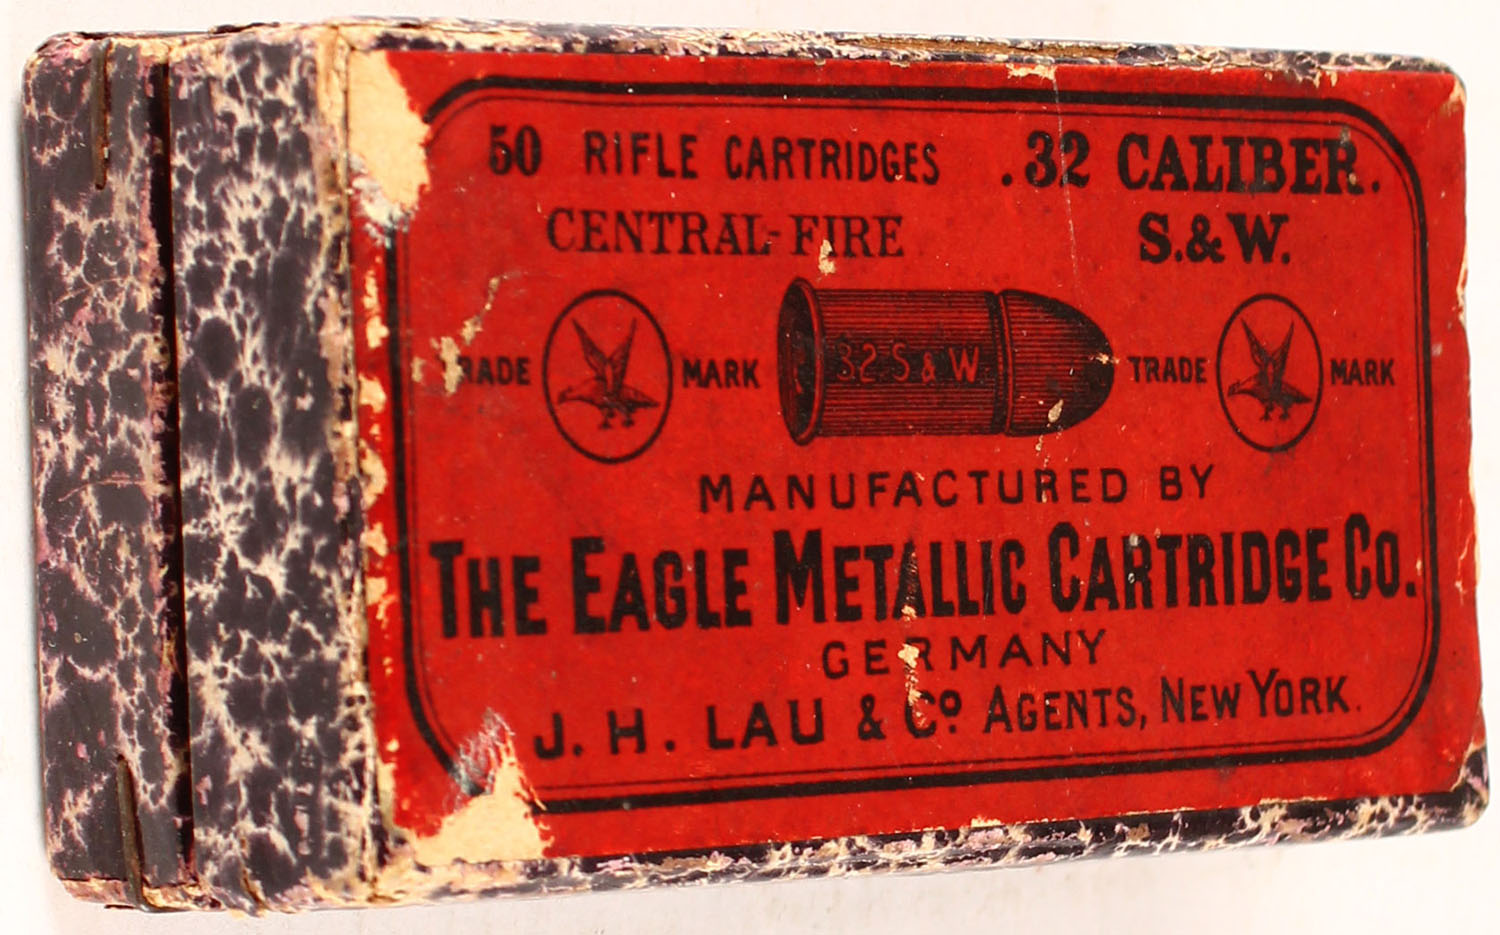 50 RIFLE CARTRIDGES .32 CALIBER.
CENTRAL-FIRE S.&W.
TRADE MARK 32 S & W. TRADE MARK
MANUFACTURED BY
THE EAGLE METALLIC CARTRIDGE CO.
GERMANY
J. H. LAU & Co. AGENTS, NEW YORK.